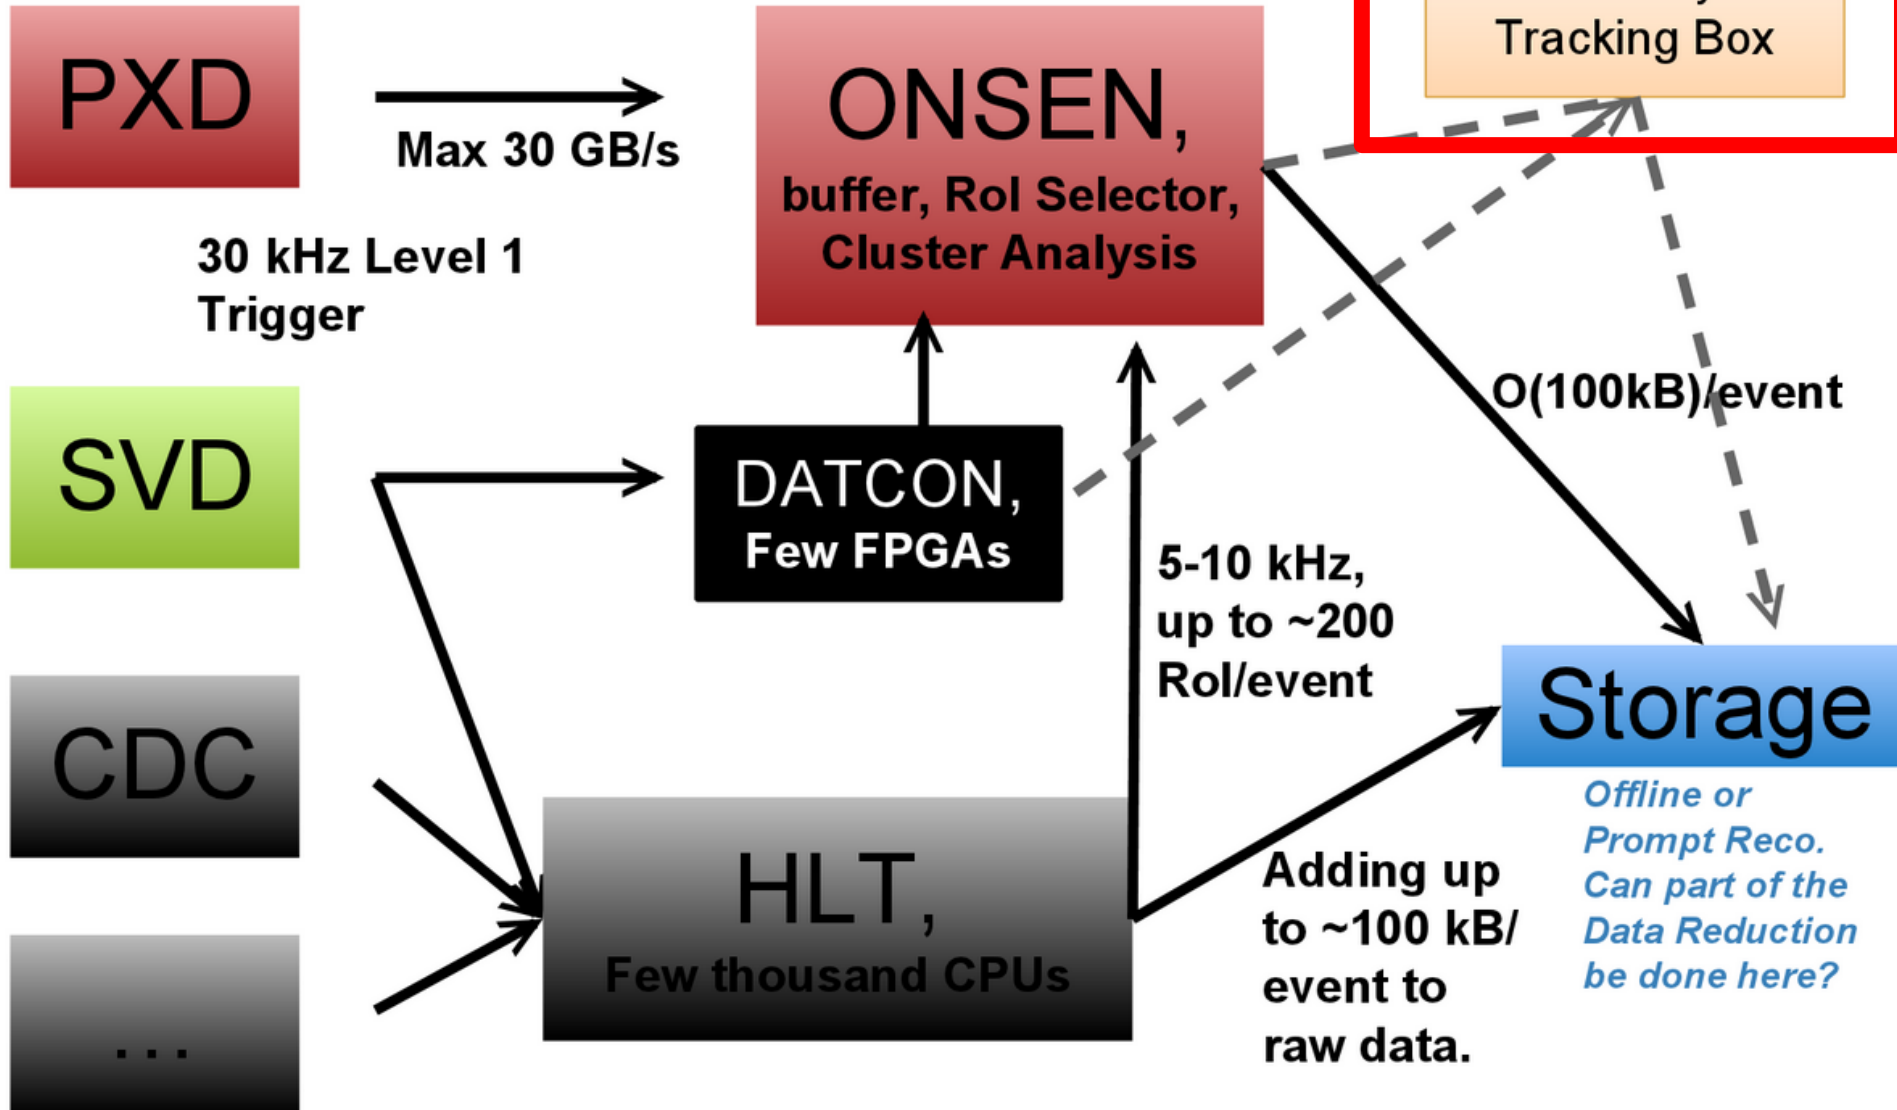 PXD
Max 30 GB/s
ONSEN,
buffer, RoI Selector,
Cluster Analysis
Tracking Box
30 kHz Level 1
Trigger
SVD
DATCON,
Few FPGAs
O(100kB)/event
5-10 kHz,
up to ~200
RoI/event
CDC
Storage
Offline or
Prompt Reco.
Can part of the
Data Reduction
be done here?
HLT,
Few thousand CPUs
Adding up
to ~100 kB/
event to
raw data.
...